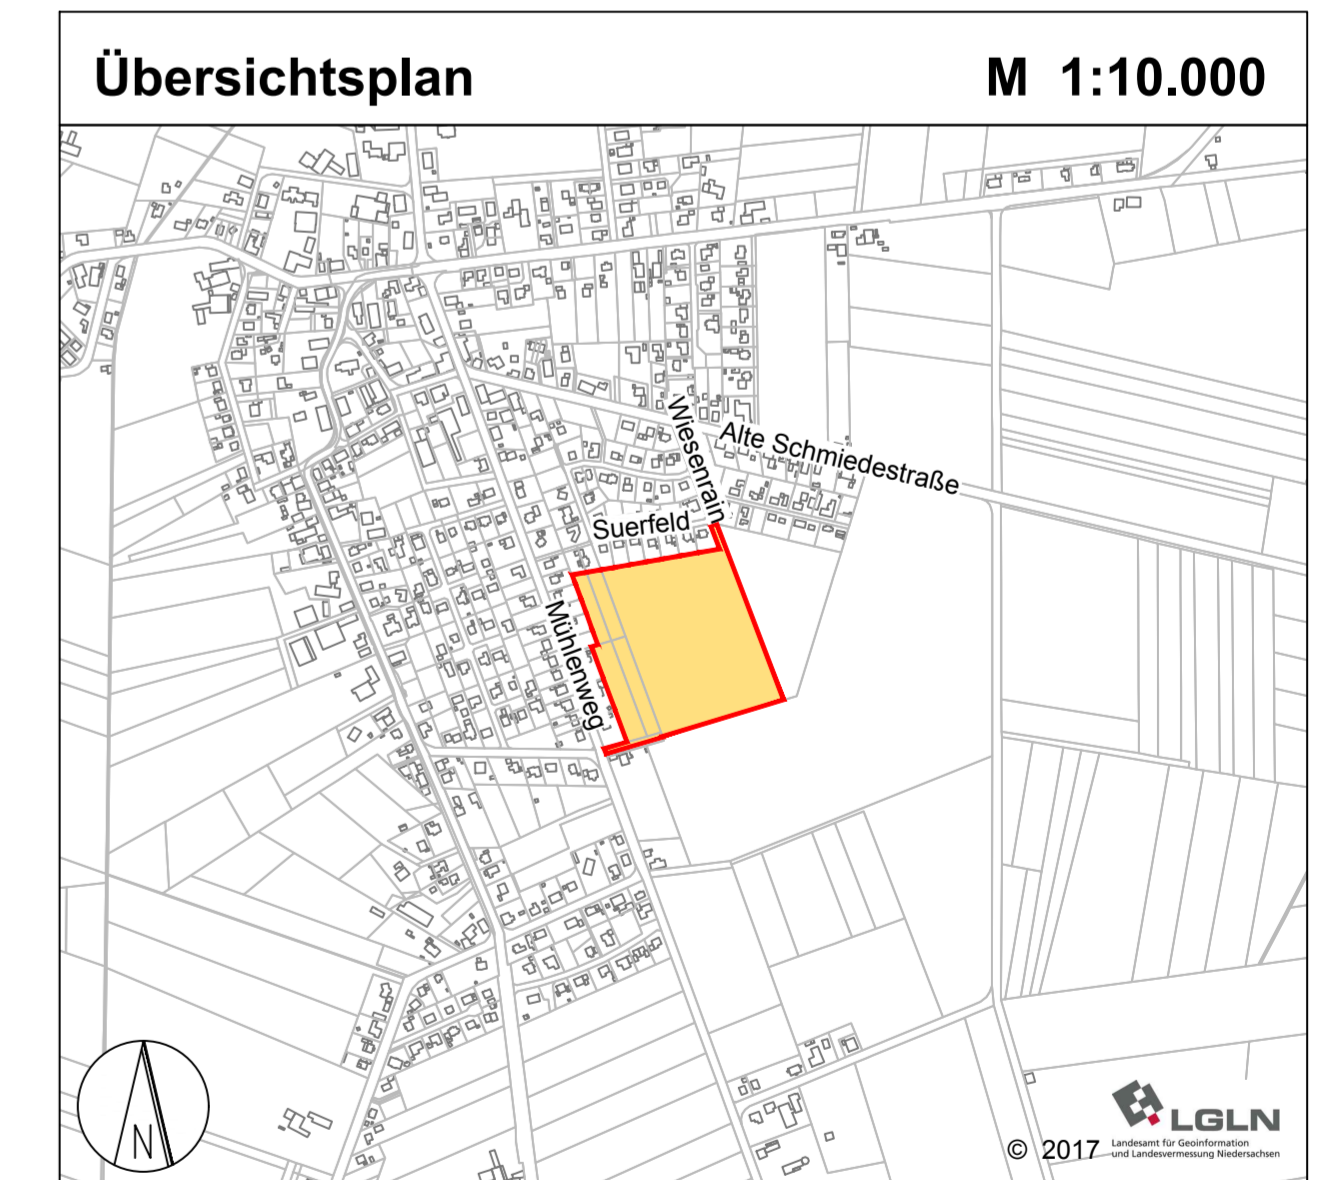 Übersichtsplan M 1:10.000
Wiesenrain
Alte Schmiedestraße
Suerfeld
Mühlenweg
N
LGLN
© 2017 Landesamt für Geoinformation
und Landesvermessung Niedersachsen